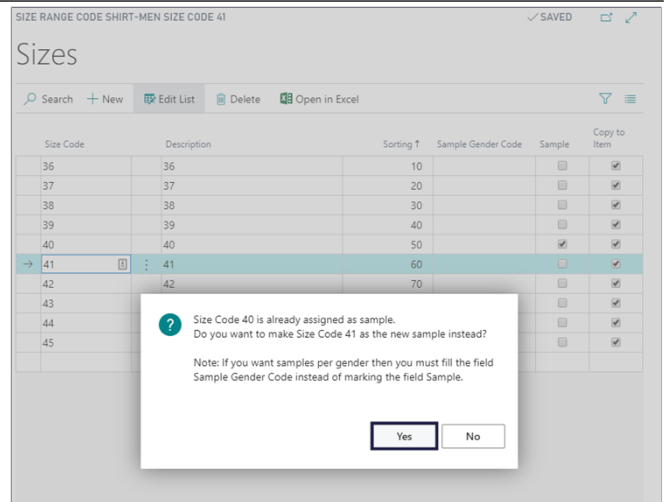 SIZE RANGE CODE SHIRT-MEN SIZE CODE 41 SAVED
Sizes
Search New Edit List Delete Open in Excel
Size Code Description Sorting ↑ Sample Gender Code Sample Copy to Item
36 36 10
37 37 20
38 38 30
39 39 40
40 40 50
41 41 60
42 42 70
43
44
45
Size Code 40 is already assigned as sample.
Do you want to make Size Code 41 as the new sample instead?
Note: If you want samples per gender then you must fill the field
Sample Gender Code instead of marking the field Sample.
Yes No